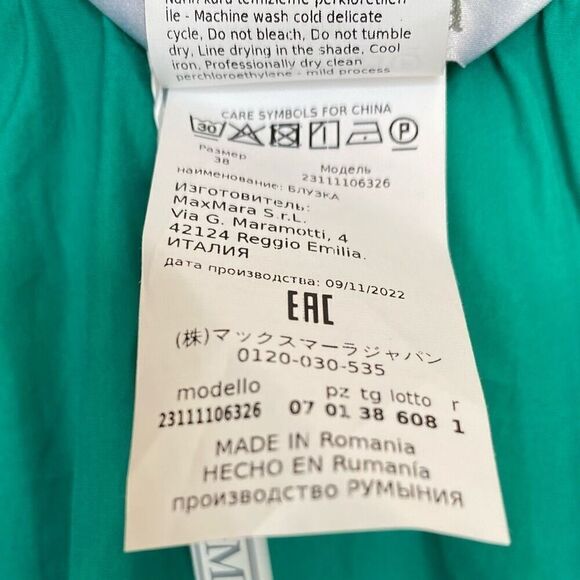 ile - Machine wash cold delicate
cycle, Do not bleach, Do not tumble
dry, Line drying in the shade, Cool
iron, Professionally dry clean
perchloroethylene - mild process
CARE SYMBOLS FOR CHINA
30 P
Размер
38
Модель
23111106326
наименование: БЛУЗКА
Изготовитель:
MaxMara S.r.L.
Via G. Maramotti, 4
42124 Reggio Emilia.
ИТАЛИЯ
дата производства: 09/11/2022
EAC
(株)マックスマーラジャパン
0120-030-535
modello pz tg lotto r
23111106326 07 01 38 608 1
MADE IN Romania
HECHO EN Rumanía
производство РУМЫНИЯ